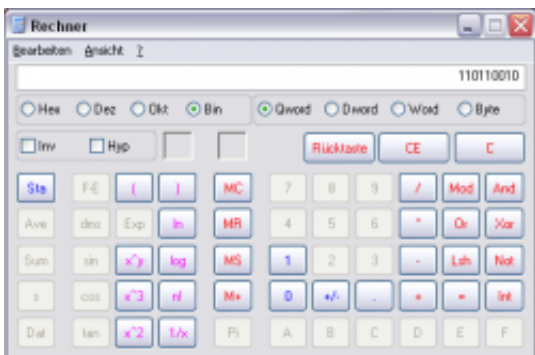 Rechner
Bearbeiten Ansicht ?
110110010
Hex Dez Okt Bin Qword Dword Word Byte
Inv Hyp Rücktaste CE C
Sta F-E ( ) MC 7 8 9 / Mod And
Ave dms Exp ln MR 4 5 6 * Or Xor
Sum sin x^y log MS 1 2 3 - Lsh Not
s cos x^3 n! M+ 0 +/- , + = Int
Dat tan x^2 1/x Pi A B C D E F